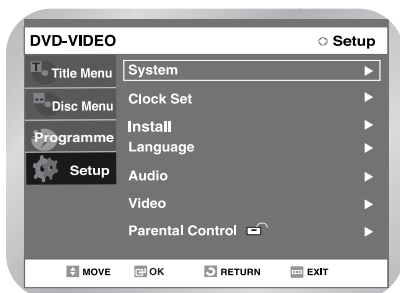 DVD-VIDEO
Setup
Title Menu
Disc Menu
Programme
Setup
System
Clock Set
Install
Language
Audio
Video
Parental Control
MOVE OK RETURN EXIT